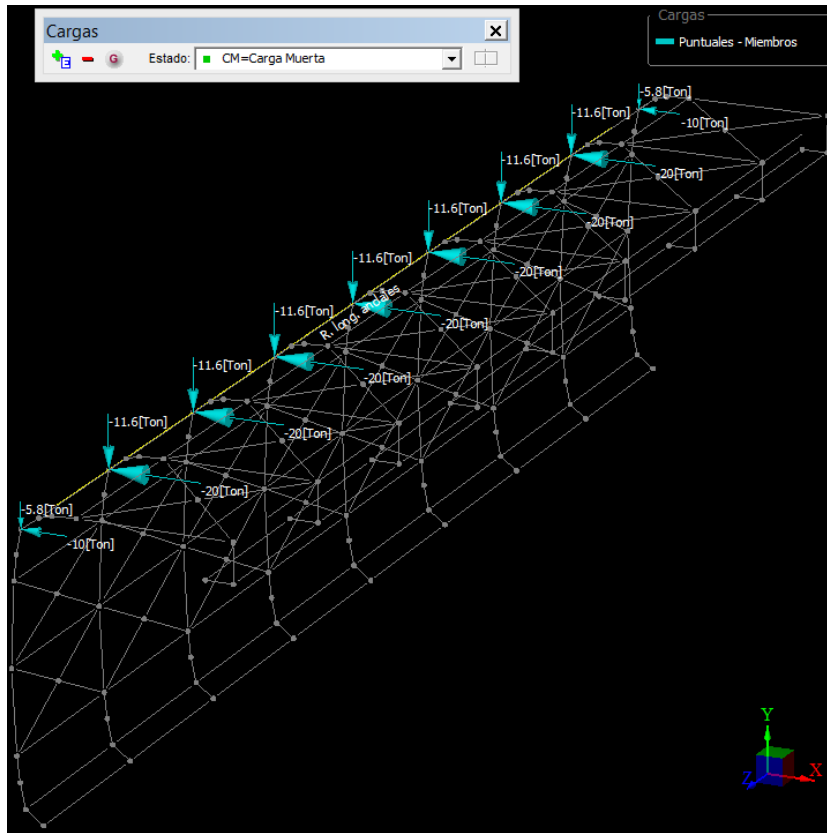 Cargas
Estado: CM=Carga Muerta
G
E
Cargas
Puntuales - Miembros
-5.8[Ton]
-10[Ton]
-11.6[Ton]
-20[Ton]
-11.6[Ton]
-20[Ton]
-11.6[Ton]
-20[Ton]
-11.6[Ton]
-20[Ton]
-11.6[Ton]
-20[Ton]
R. long. andales
-11.6[Ton]
-20[Ton]
-11.6[Ton]
-20[Ton]
-5.8[Ton]
-10[Ton]
Y
X
Z